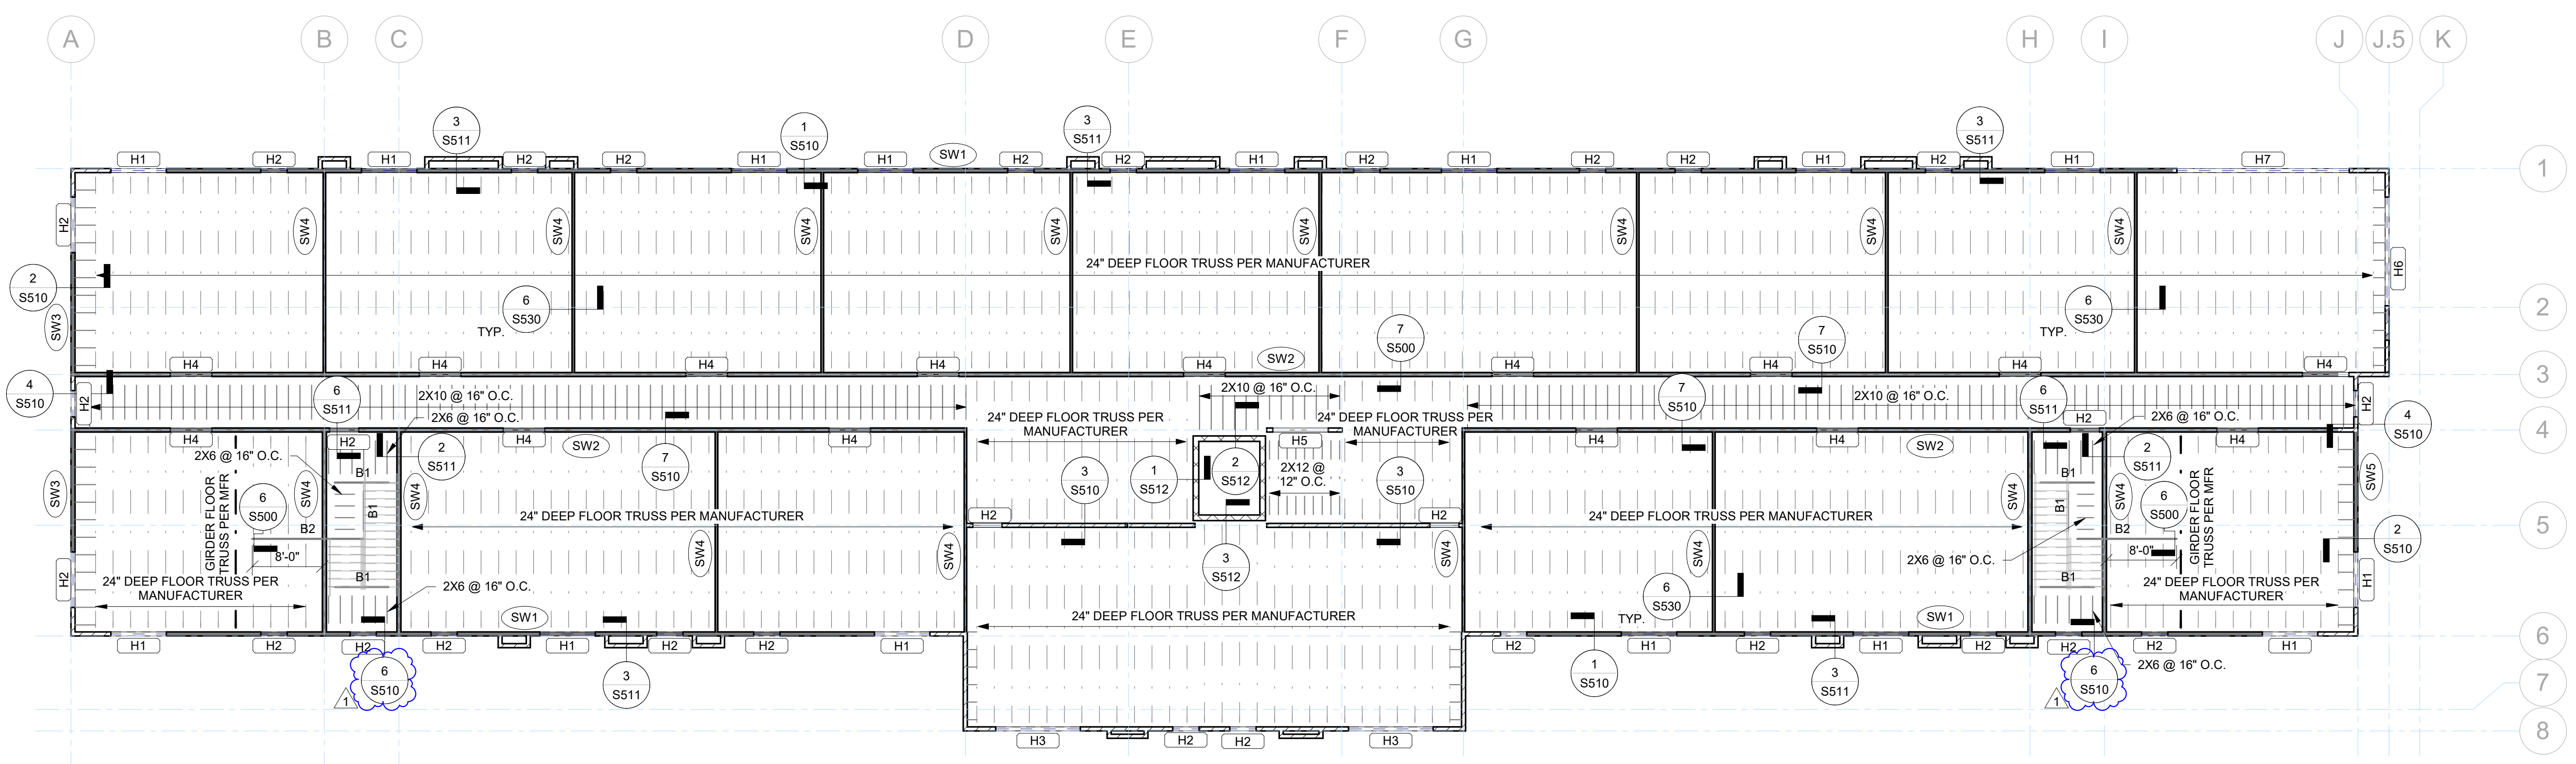 A B C D E F G H I J J.5 K
3
S511
1
S510
3
S511
3
S511
H1 H2 H1 H2 H2 H1 H1 SW1 H2 H2 H1 H2 H1 H2 H2 H1 H2 H1 H7
1
H2 SW4 SW4 SW4 SW4 SW4 SW4 SW4 SW4
24" DEEP FLOOR TRUSS PER MANUFACTURER
H6
2
S510
6
S530
TYP.
6
S530
TYP.
2
SW3
7
S500
7
S510
SW2
H4 H4 H4 H4 H4 H4 H4 H4 H4
3
4
S510
H2
6
S511
2X10 @ 16" O.C.
2X6 @ 16" O.C.
2X10 @ 16" O.C.
24" DEEP FLOOR TRUSS PER
MANUFACTURER
24" DEEP FLOOR TRUSS PER
MANUFACTURER
7
S510
2X10 @ 16" O.C.
6
S511
H2
2X6 @ 16" O.C.
H2
4
S510
H4 H2 H4 SW2 H4 H5 H4 H4 SW2 H4
4
2X6 @ 16" O.C.
2
S511
7
S510
3
S510
1
S512
2
S512
2X12 @
12" O.C.
3
S510
2
S511
SW3
GIRDER FLOOR
TRUSS PER MFR
6
S500
SW4
B1
B1
SW4
B2
8'-0"
B1
24" DEEP FLOOR TRUSS PER
MANUFACTURER
24" DEEP FLOOR TRUSS PER MANUFACTURER
SW4
SW4
H2
H2
SW4
3
S512
24" DEEP FLOOR TRUSS PER MANUFACTURER
SW4
SW4
B1
B1
SW4
6
S500
B2
8'-0"
B1
GIRDER FLOOR
TRUSS PER MFR
SW5
5
2
S510
H2
2X6 @ 16" O.C.
2X6 @ 16" O.C.
24" DEEP FLOOR TRUSS PER
MANUFACTURER
H1
6
S530
TYP.
SW1
24" DEEP FLOOR TRUSS PER MANUFACTURER
SW1
6
H1 H2 H2 H2 H1 H2 H2 H1 H2 H1 H2 H1 H2 H2 H2 H1
6
S510
1
3
S511
1
S510
3
S511
6
S510
1
2X6 @ 16" O.C.
7
H3 H2 H2 H3
8